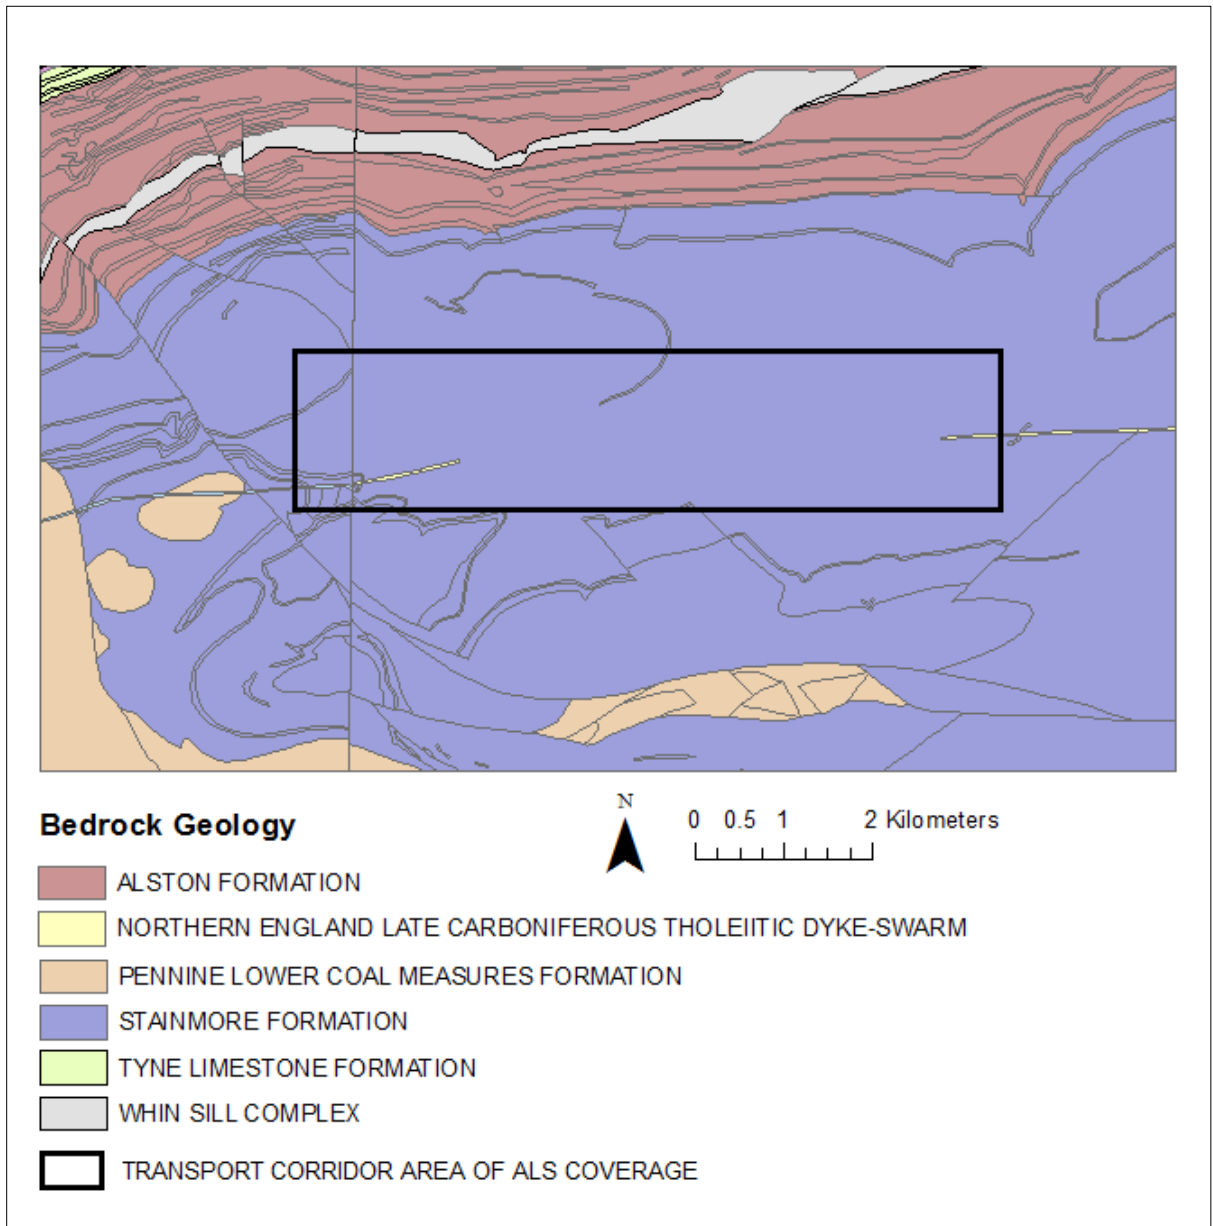 Bedrock Geology
N
0 0.5 1 2 Kilometers
ALSTON FORMATION
NORTHERN ENGLAND LATE CARBONIFEROUS THOLEIITIC DYKE-SWARM
PENNINE LOWER COAL MEASURES FORMATION
STAINMORE FORMATION
TYNE LIMESTONE FORMATION
WHIN SILL COMPLEX
TRANSPORT CORRIDOR AREA OF ALS COVERAGE